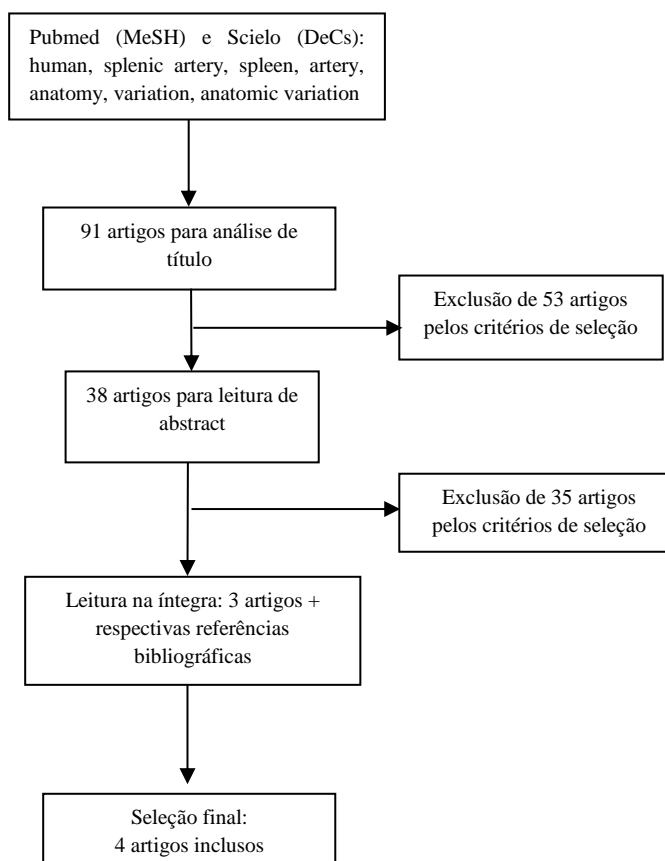 Pubmed (MeSH) e Scielo (DeCs):
human, splenic artery, spleen, artery,
anatomy, variation, anatomic variation
91 artigos para análise de
título
Exclusão de 53 artigos
pelos critérios de seleção
38 artigos para leitura de
abstract
Exclusão de 35 artigos
pelos critérios de seleção
Leitura na íntegra: 3 artigos +
respectivas referências
bibliográficas
Seleção final:
4 artigos inclusos